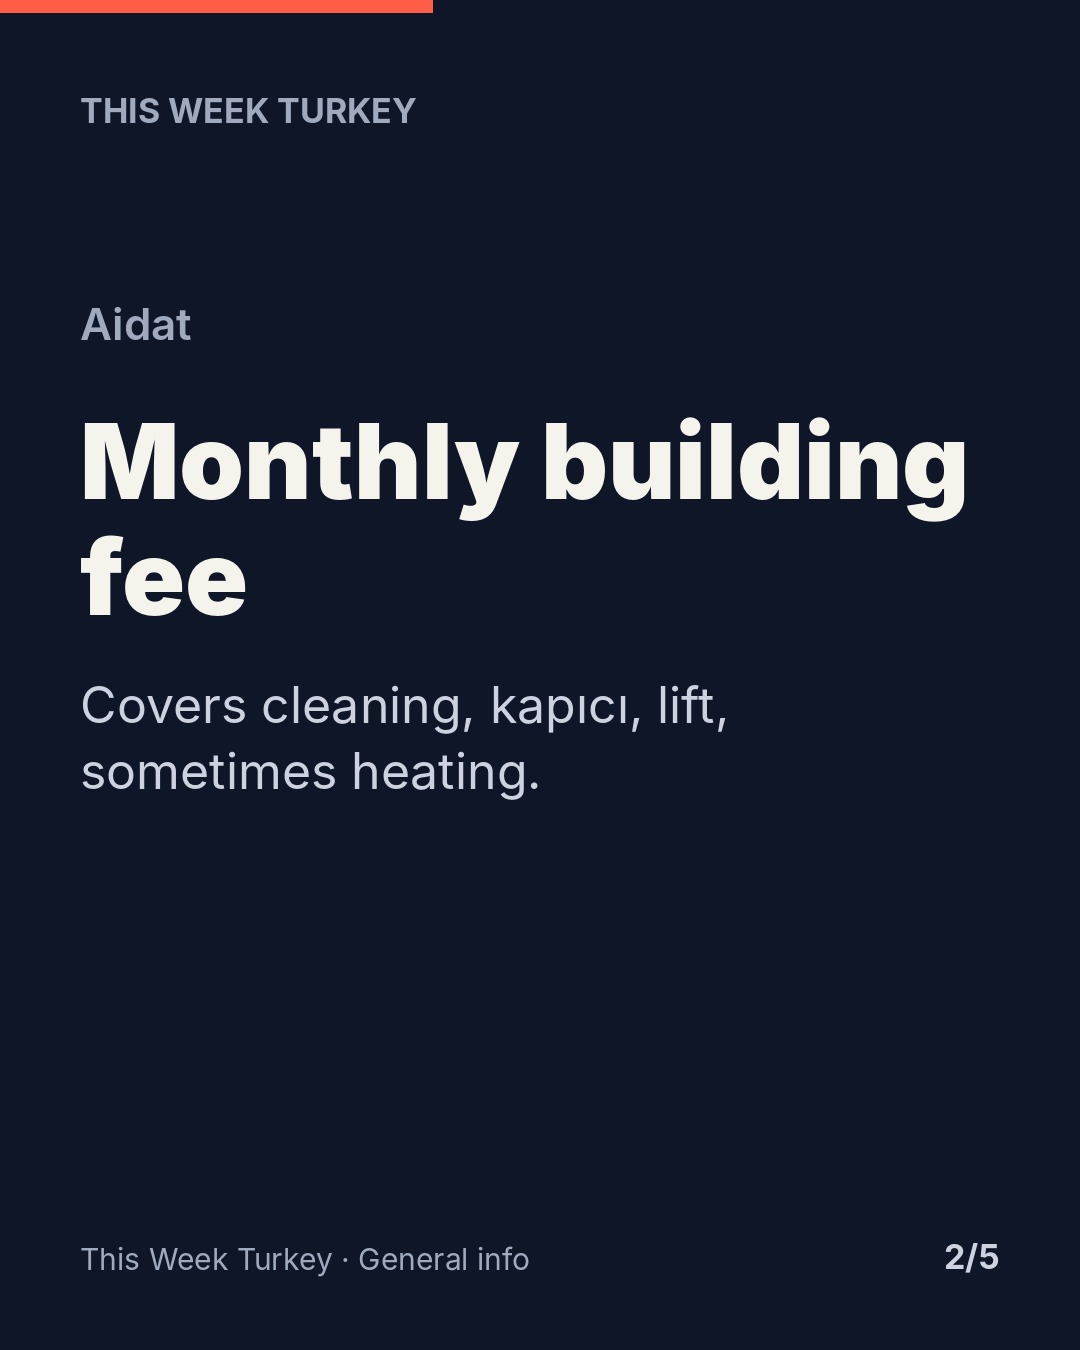 THIS WEEK TURKEY
Aidat
Monthly building
fee
Covers cleaning, kapıcı, lift,
sometimes heating.
This Week Turkey · General info
2/5